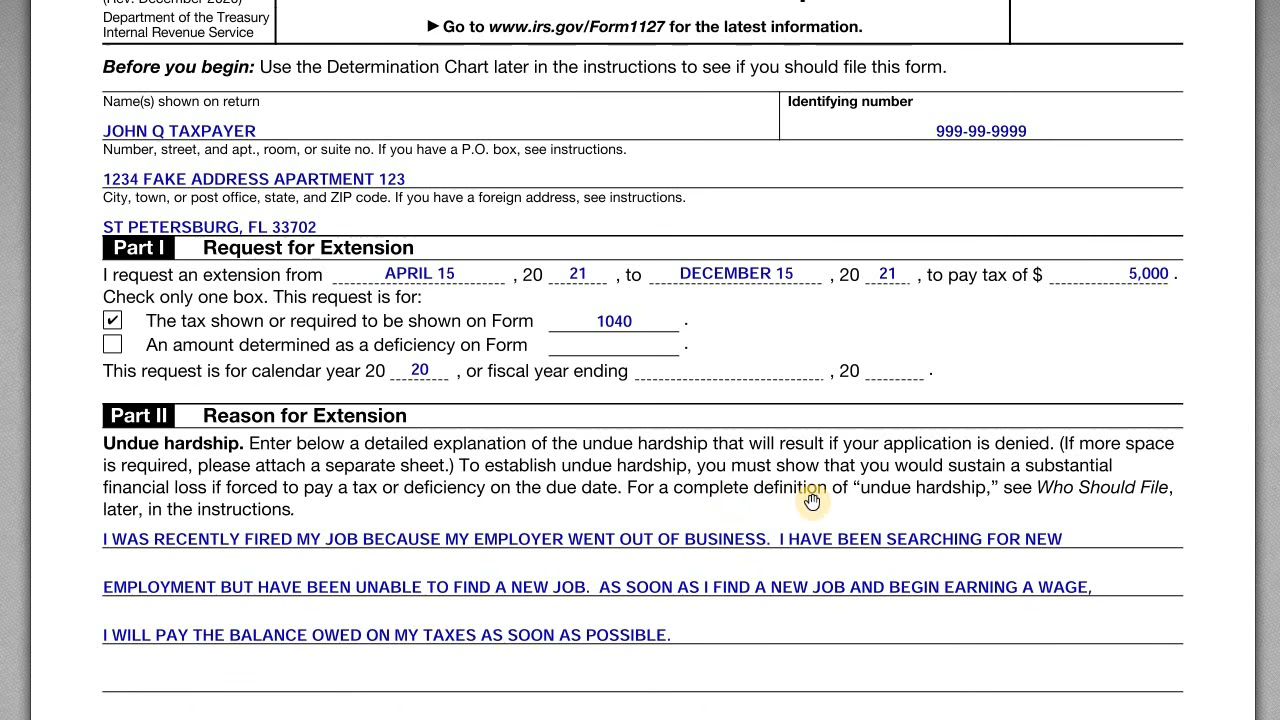 Department of the Treasury
Internal Revenue Service
▶ Go to www.irs.gov/Form1127 for the latest information.
Before you begin: Use the Determination Chart later in the instructions to see if you should file this form.
Name(s) shown on return
Identifying number
JOHN Q TAXPAYER
999-99-9999
Number, street, and apt., room, or suite no. If you have a P.O. box, see instructions.
1234 FAKE ADDRESS APARTMENT 123
City, town, or post office, state, and ZIP code. If you have a foreign address, see instructions.
ST PETERSBURG, FL 33702
Part I Request for Extension
I request an extension from APRIL 15 , 20 21 , to DECEMBER 15 , 20 21 , to pay tax of $ 5,000 .
Check only one box. This request is for:
✔ The tax shown or required to be shown on Form 1040 .
An amount determined as a deficiency on Form .
This request is for calendar year 20 20 , or fiscal year ending , 20 .
Part II Reason for Extension
Undue hardship. Enter below a detailed explanation of the undue hardship that will result if your application is denied. (If more space
is required, please attach a separate sheet.) To establish undue hardship, you must show that you would sustain a substantial
financial loss if forced to pay a tax or deficiency on the due date. For a complete definition of “undue hardship,” see Who Should File,
later, in the instructions.
I WAS RECENTLY FIRED MY JOB BECAUSE MY EMPLOYER WENT OUT OF BUSINESS. I HAVE BEEN SEARCHING FOR NEW
EMPLOYMENT BUT HAVE BEEN UNABLE TO FIND A NEW JOB. AS SOON AS I FIND A NEW JOB AND BEGIN EARNING A WAGE,
I WILL PAY THE BALANCE OWED ON MY TAXES AS SOON AS POSSIBLE.